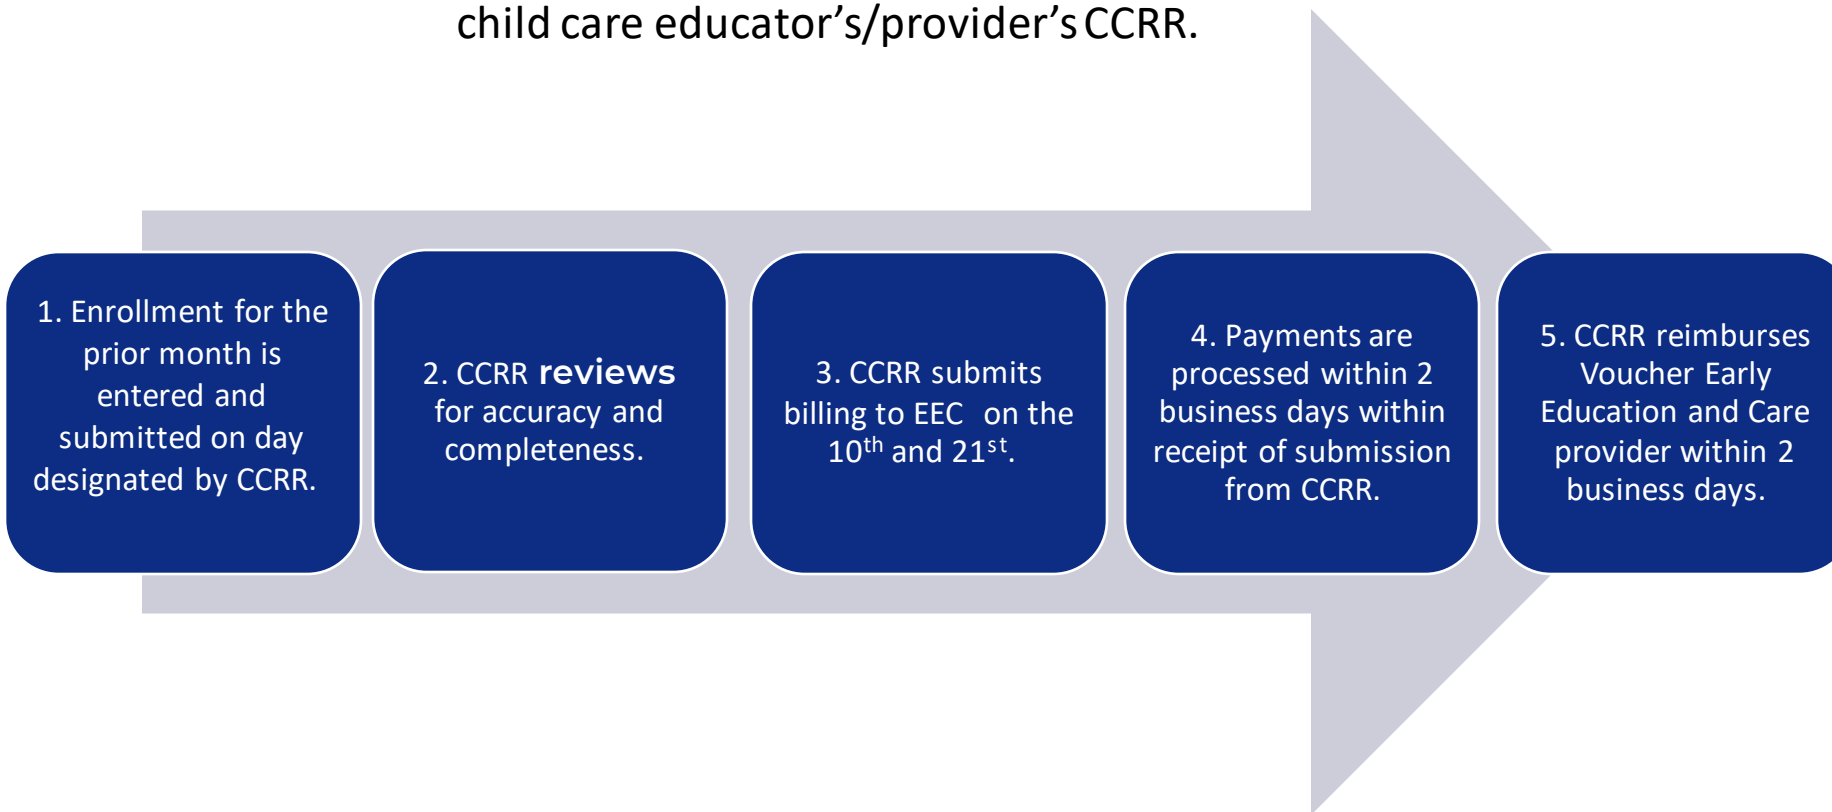 child care educator’s/provider’s CCRR.
1. Enrollment for the
prior month is
entered and
submitted on day
designated by CCRR.
2. CCRR reviews
for accuracy and
completeness.
3. CCRR submits
billing to EEC on the
10th and 21st.
4. Payments are
processed within 2
business days within
receipt of submission
from CCRR.
5. CCRR reimburses
Voucher Early
Education and Care
provider within 2
business days.